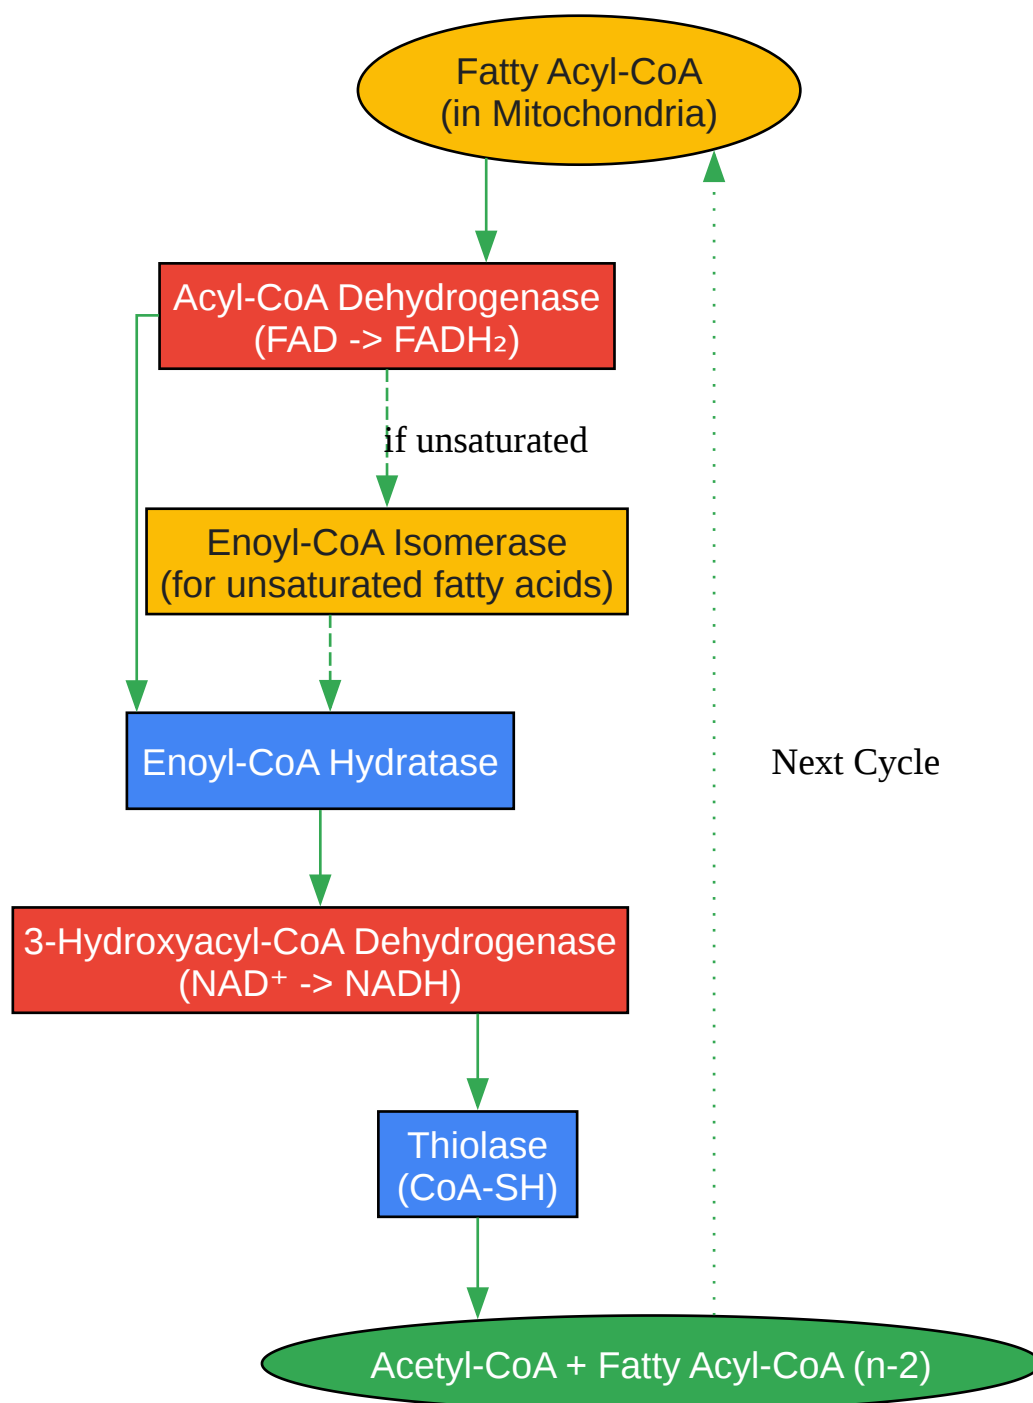 Fatty Acyl-CoA
(in Mitochondria)
Acyl-CoA Dehydrogenase
(FAD -> FADH₂)
if unsaturated
Enoyl-CoA Isomerase
(for unsaturated fatty acids)
Enoyl-CoA Hydratase
Next Cycle
3-Hydroxyacyl-CoA Dehydrogenase
(NAD⁺ -> NADH)
Thiolase
(CoA-SH)
Acetyl-CoA + Fatty Acyl-CoA (n-2)